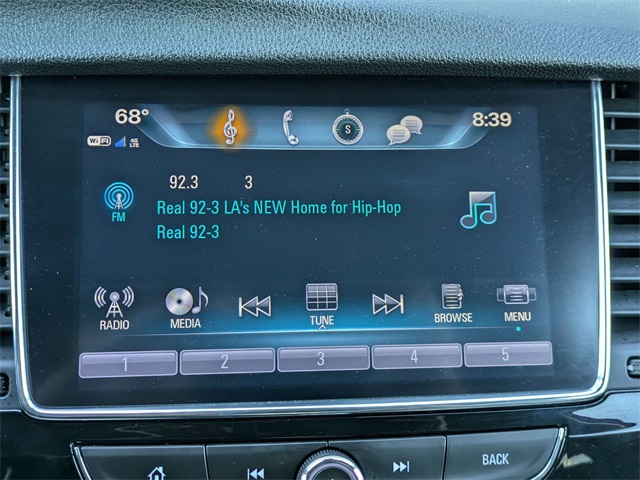 68° 8:39
WiFi 4G LTE
S
92.3 3
FM
Real 92-3 LA's NEW Home for Hip-Hop
Real 92-3
RADIO MEDIA TUNE BROWSE MENU
1 2 3 4 5
BACK